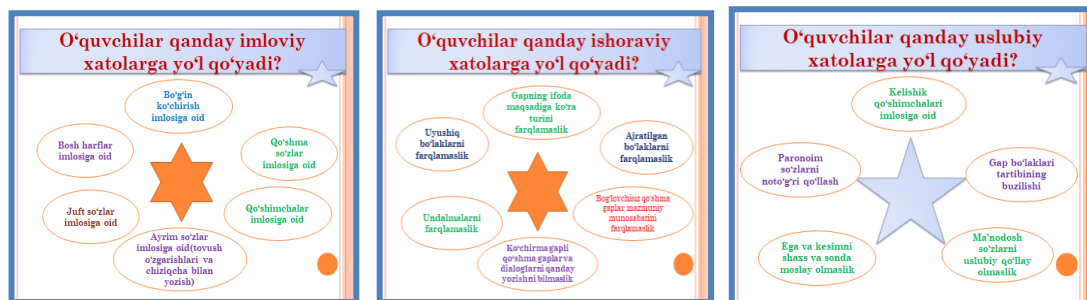 O‘quvchilar qanday imloviy
xatolarga yo‘l qo‘yadi?
Bo‘g‘in
ko‘chirish
imlosiga oid
Bosh harflar
imlosiga oid
Qo‘shma
so‘zlar
imlosiga oid
Juft so‘zlar
imlosiga oid
Qo‘shimchalar
imlosiga oid
Ayrim so‘zlar
imlosiga oid(tovush
o‘zgarishlari va
chiziqcha bilan
yozish)
O‘quvchilar qanday ishoraviy
xatolarga yo‘l qo‘yadi?
Gapning ifoda
maqsadiga ko‘ra
turini
farqlamaslik
Uyushiq
bo‘laklarni
farqlamaslik
Ajratilgan
bo‘laklarni
farqlamaslik
Undalmalarni
farqlamaslik
Bog‘lovchisiz qo‘shma
gaplar mazmuniy
munosabatini
farqlamaslik
Ko‘chirma gapli
qo‘shma gaplar va
dialoglarni qanday
yozishni bilmaslik
O‘quvchilar qanday uslubiy
xatolarga yo‘l qo‘yadi?
Kelishik
qo‘shimchalari
imlosiga oid
Paronoim
so‘zlarni
noto‘g‘ri qo‘llash
Gap bo‘laklari
tartibining
buzilishi
Ega va kesimni
shaxs va sonda
moslay olmaslik
Ma’nodosh
so‘zlarni
uslubiy qo‘llay
olmaslik